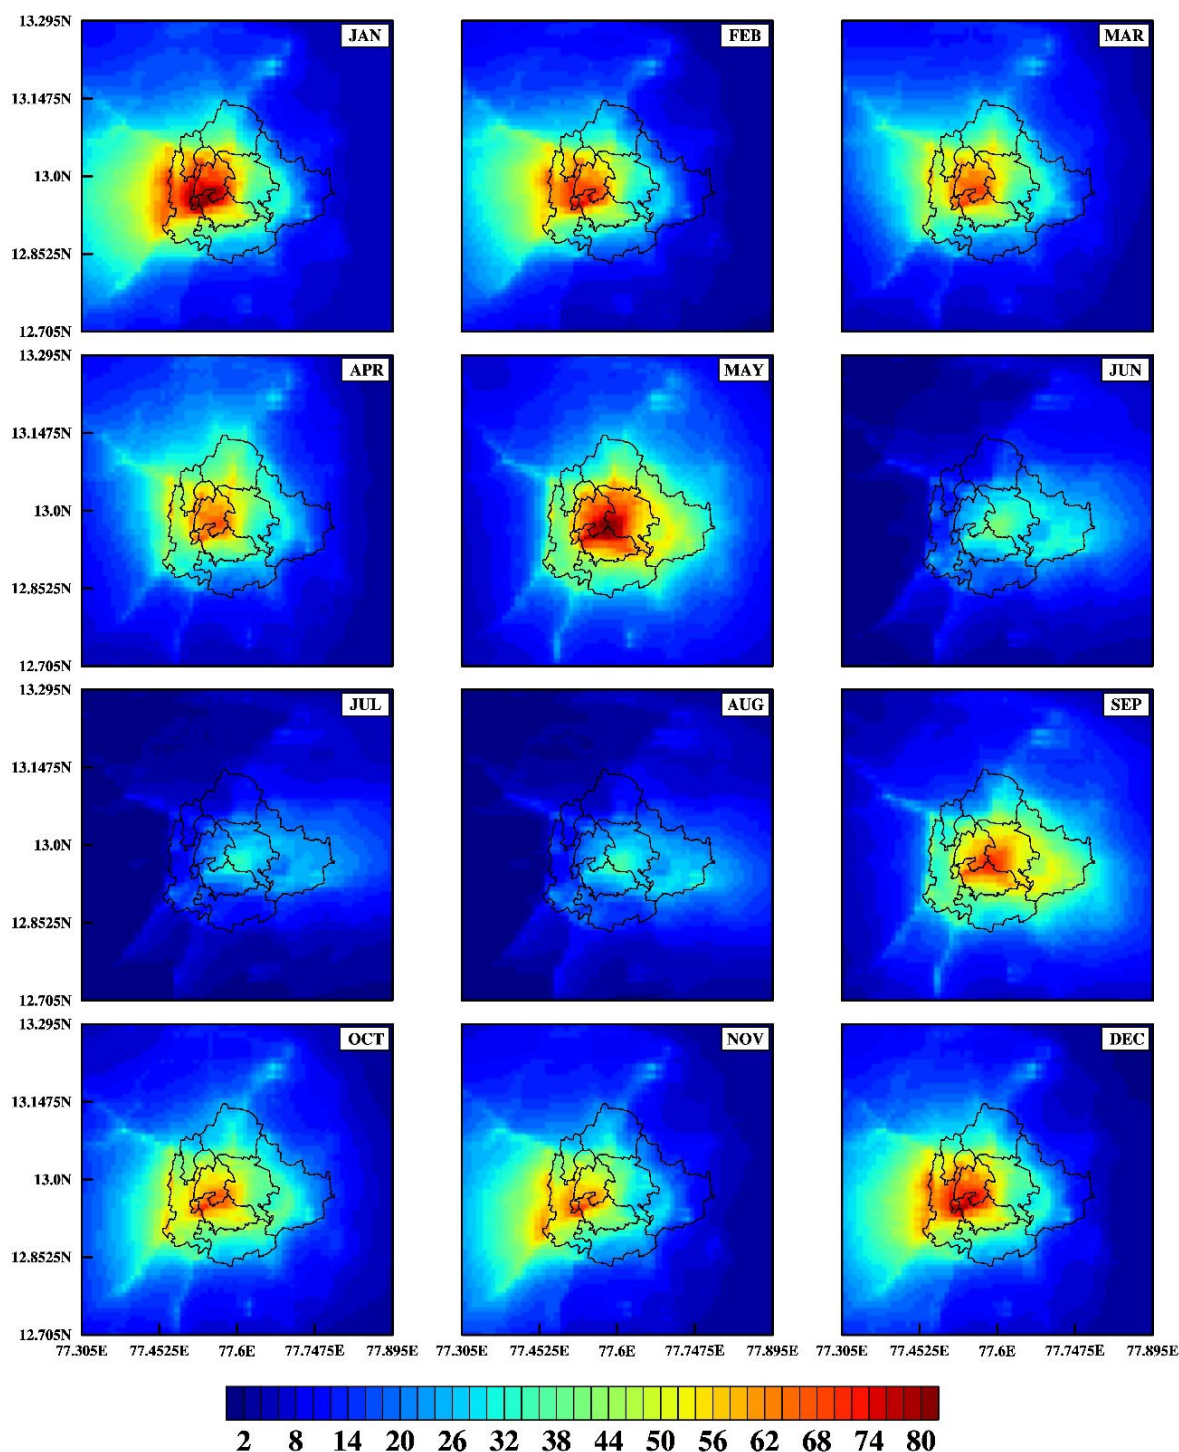 13.295N
JAN
FEB
MAR
13.1475N
13.0N
12.8525N
12.705N
13.295N
APR
MAY
JUN
13.1475N
13.0N
12.8525N
12.705N
13.295N
JUL
AUG
SEP
13.1475N
13.0N
12.8525N
12.705N
13.295N
OCT
NOV
DEC
13.1475N
13.0N
12.8525N
12.705N
77.305E 77.4525E 77.6E 77.7475E 77.895E 77.305E 77.4525E 77.6E 77.7475E 77.895E 77.305E 77.4525E 77.6E 77.7475E 77.895E
2 8 14 20 26 32 38 44 50 56 62 68 74 80